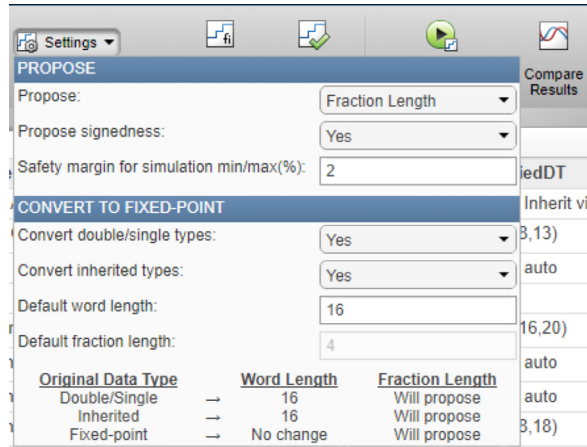 Settings
fi
PROPOSE
Compare
Results
Propose: Fraction Length
Propose signedness: Yes
Safety margin for simulation min/max(%): 2
iedDT
CONVERT TO FIXED-POINT
Inherit vi
Convert double/single types: Yes
8,13)
Convert inherited types: Yes
auto
Default word length: 16
Default fraction length: 4
16,20)
auto
Original Data Type Word Length Fraction Length
Double/Single → 16 Will propose
auto
Inherited → 16 Will propose
Fixed-point → No change Will propose
8,18)